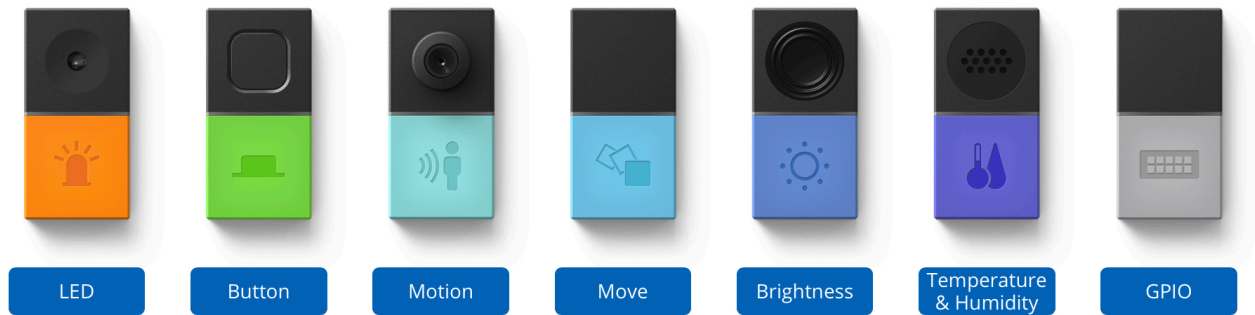 LED
Button
Motion
Move
Brightness
Temperature
& Humidity
GPIO